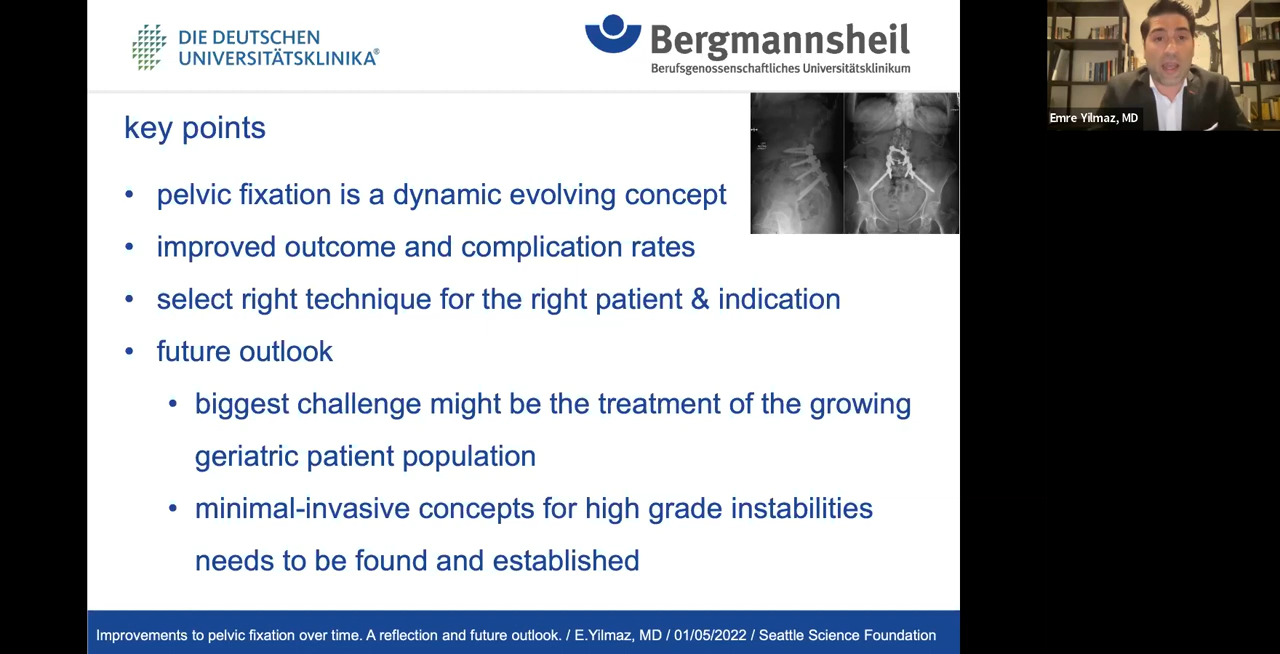 DIE DEUTSCHEN
UNIVERSITÄTSKLINIKA®
Bergmannsheil
Berufsgenossenschaftliches Universitätsklinikum
Emre Yilmaz, MD
key points
• pelvic fixation is a dynamic evolving concept
• improved outcome and complication rates
• select right technique for the right patient & indication
• future outlook
• biggest challenge might be the treatment of the growing
geriatric patient population
• minimal-invasive concepts for high grade instabilities
needs to be found and established
Improvements to pelvic fixation over time. A reflection and future outlook. / E.Yilmaz, MD / 01/05/2022 / Seattle Science Foundation